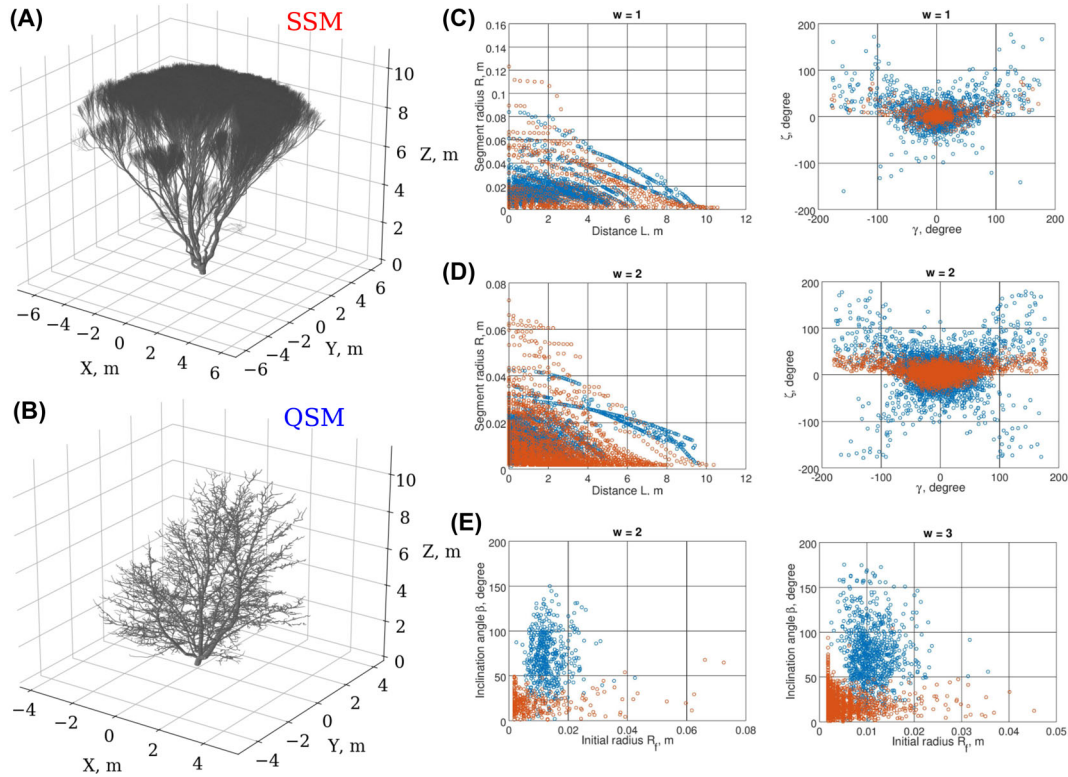 (A)
SSM
10
8
6
Z, m
4
2
0
−6
−4
−2
0
2
4
6
X, m
−6
−4
−2
0
2
4
6
Y, m
(B)
QSM
10
8
6
Z, m
4
2
0
−4
−2
0
2
4
X, m
−4
−2
0
2
4
Y, m
(C)
w = 1
0.16
0.14
0.12
0.1
0.08
0.06
0.04
0.02
0
Segment radius R, m
0 2 4 6 8 10 12
Distance L. m
w = 1
200
100
0
-100
-200
ζ, degree
-200 -100 0 100 200
γ, degree
(D)
w = 2
0.08
0.06
0.04
0.02
0
Segment radius R, m
0 2 4 6 8 10 12
Distance L. m
w = 2
200
100
0
-100
-200
ζ, degree
-200 -100 0 100 200
γ, degree
(E)
w = 2
200
150
100
50
0
Inclination angle β, degree
0 0.02 0.04 0.06 0.08
Initial radius Rf, m
w = 3
200
150
100
50
0
Inclination angle β, degree
0 0.01 0.02 0.03 0.04 0.05
Initial radius Rf, m